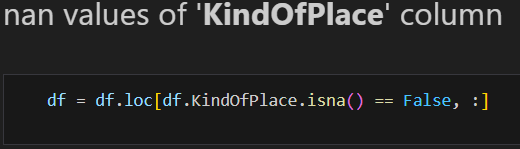 nan values of 'KindOfPlace' column
df = df.loc[df.KindOfPlace.isna() == False, :]